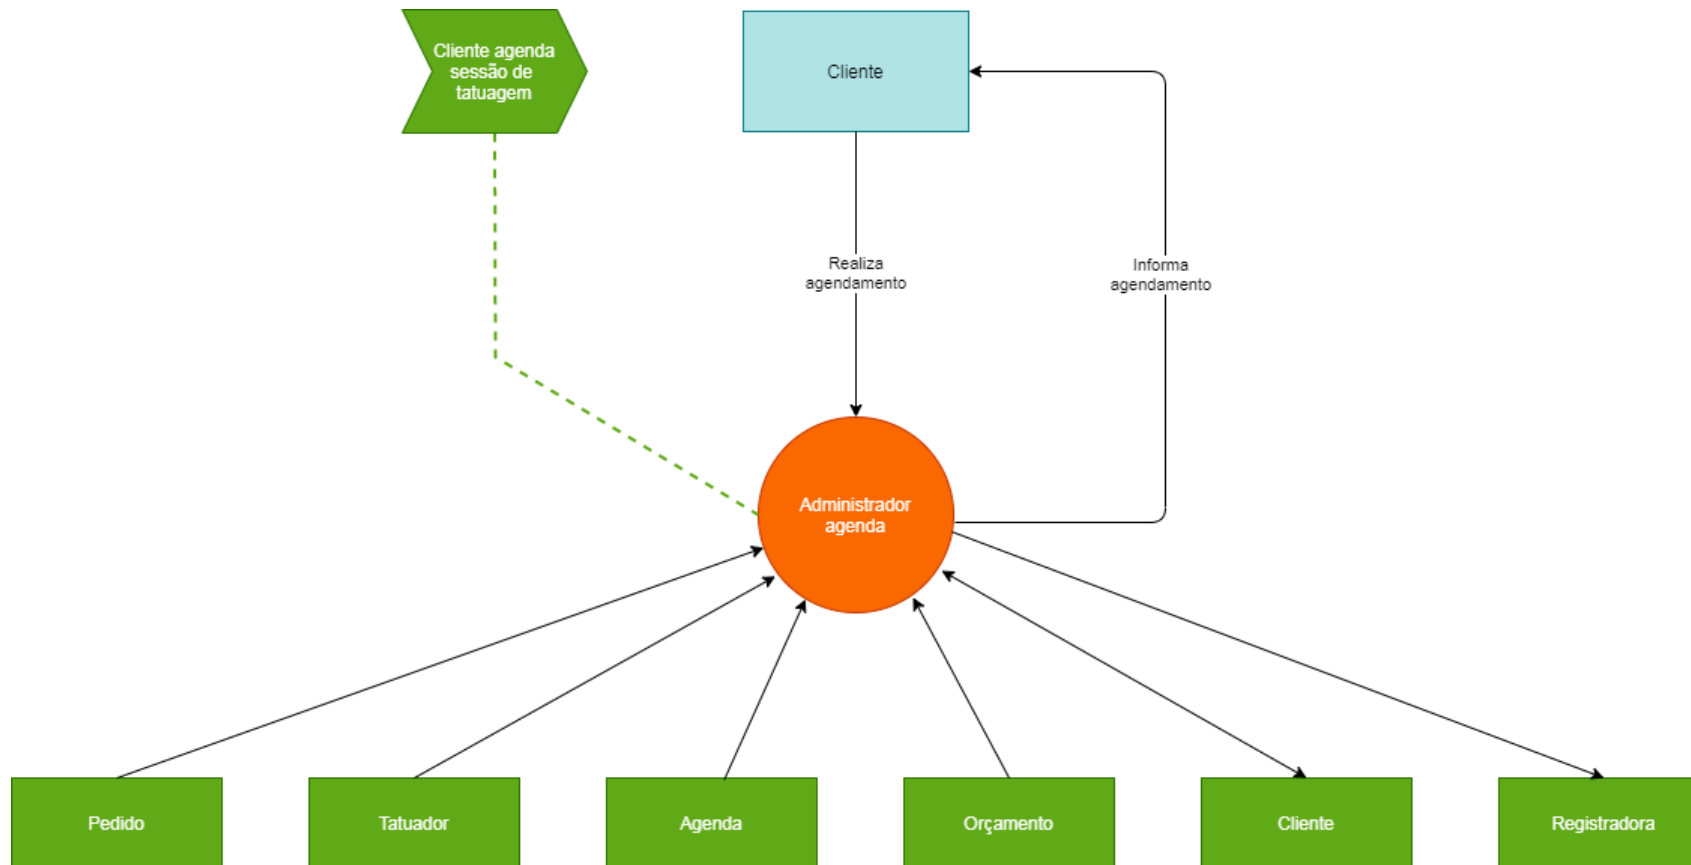 Cliente agenda
sessão de
tatuagem
Cliente
Realiza
agendamento
Informa
agendamento
Administrador
agenda
Pedido
Tatuador
Agenda
Orçamento
Cliente
Registradora